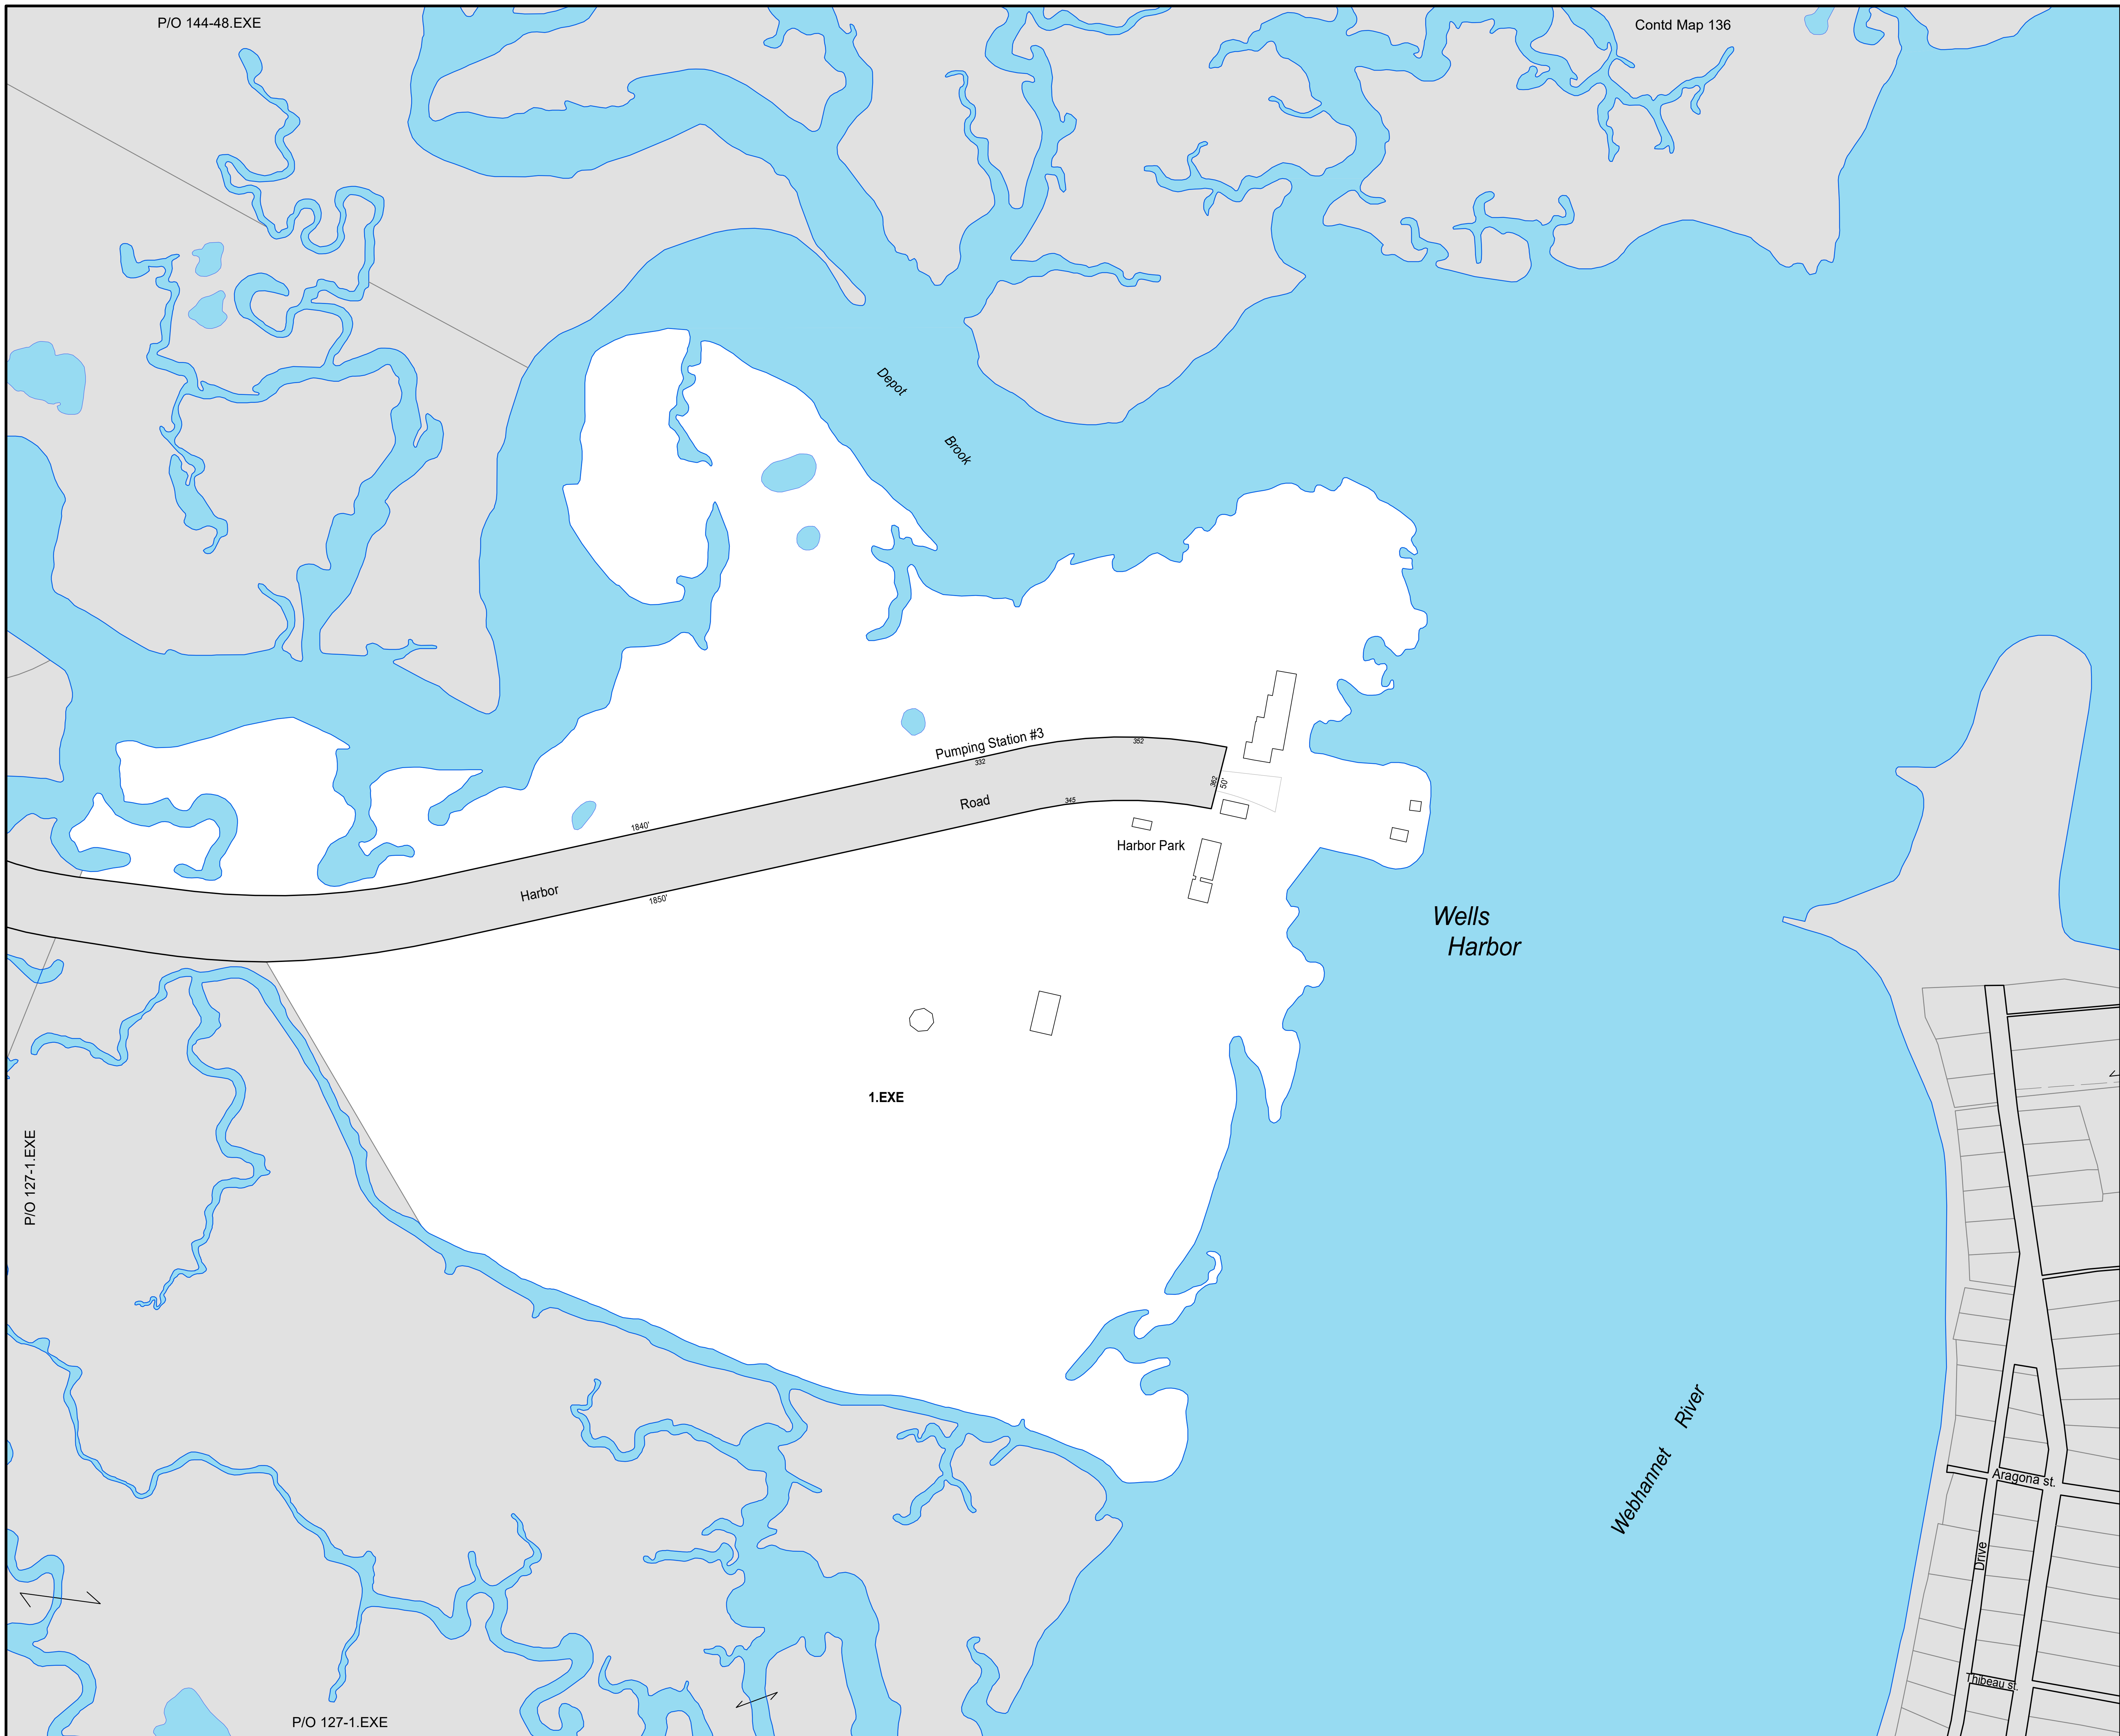 P/O 144-48.EXE
Contd Map 136
Depot
Brook
Pumping Station #3
352
332
362
50'
Road
345
1840'
Harbor Park
Harbor
1850'
Wells
Harbor
1.EXE
P/O 127-1.EXE
River
Webhannet
Aragona st.
Drive
Thibeau st.
P/O 127-1.EXE